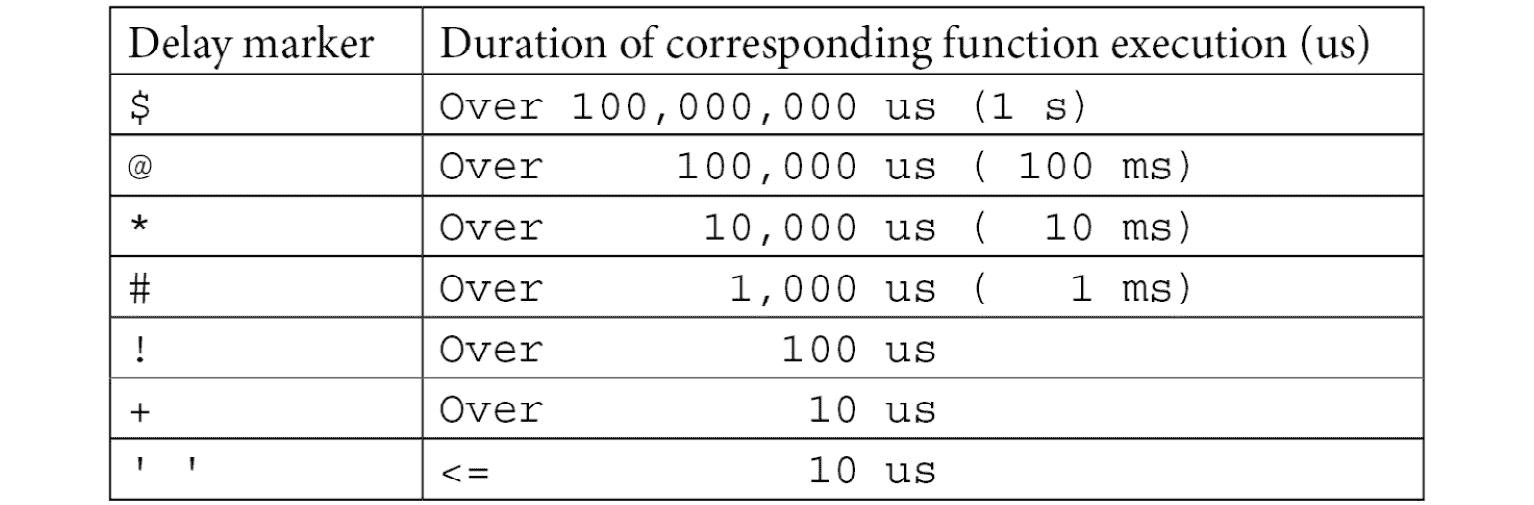 Delay marker Duration of corresponding function execution (us)
$ Over 100,000,000 us (1 s)
@ Over 100,000 us ( 100 ms)
* Over 10,000 us ( 10 ms)
# Over 1,000 us ( 1 ms)
! Over 100 us
+ Over 10 us
' ' <= 10 us